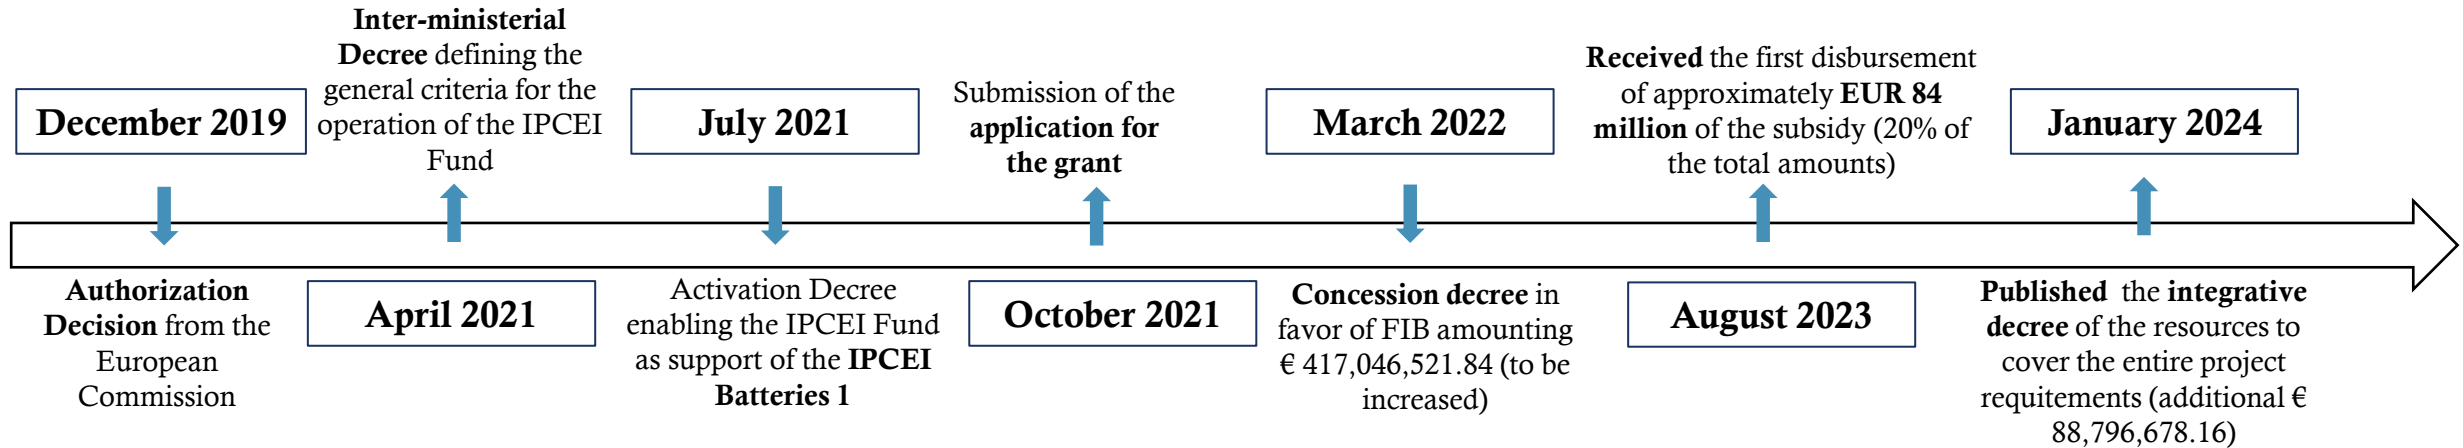 December 2019
Authorization
Decision from the
European
Commission
Inter-ministerial
Decree defining the
general criteria for the
operation of the IPCEI
Fund
April 2021
July 2021
Activation Decree
enabling the IPCEI Fund
as support of the IPCEI
Batteries 1
Submission of the
application for
the grant
October 2021
March 2022
Concession decree in
favor of FIB amounting
€ 417,046,521.84 (to be
increased)
Received the first disbursement
of approximately EUR 84
million of the subsidy (20% of
the total amounts)
August 2023
January 2024
Published the integrative
decree of the resources to
cover the entire project
requitements (additional €
88,796,678.16)